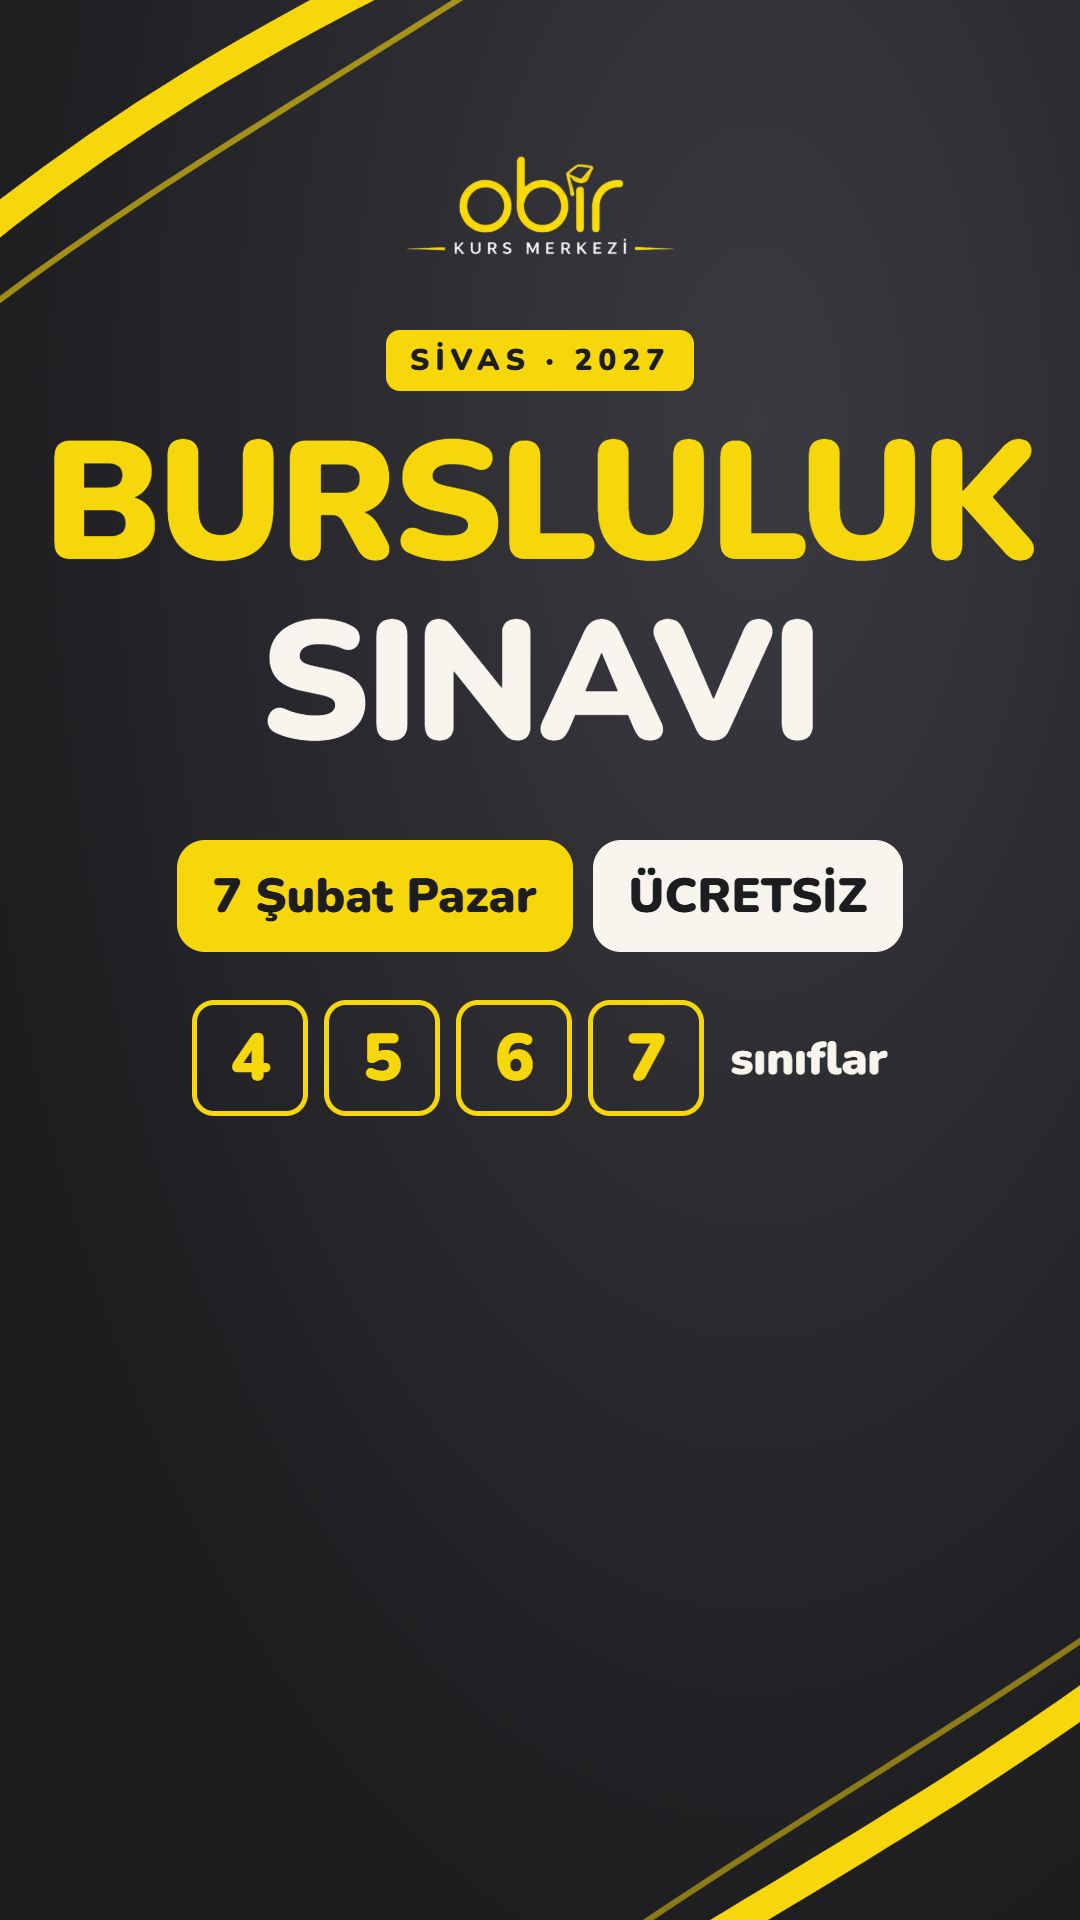 obir
KURS MERKEZİ
SİVAS · 2027
BURSLULUK
SINAVI
7 Şubat Pazar ÜCRETSİZ
4 5 6 7 sınıflar